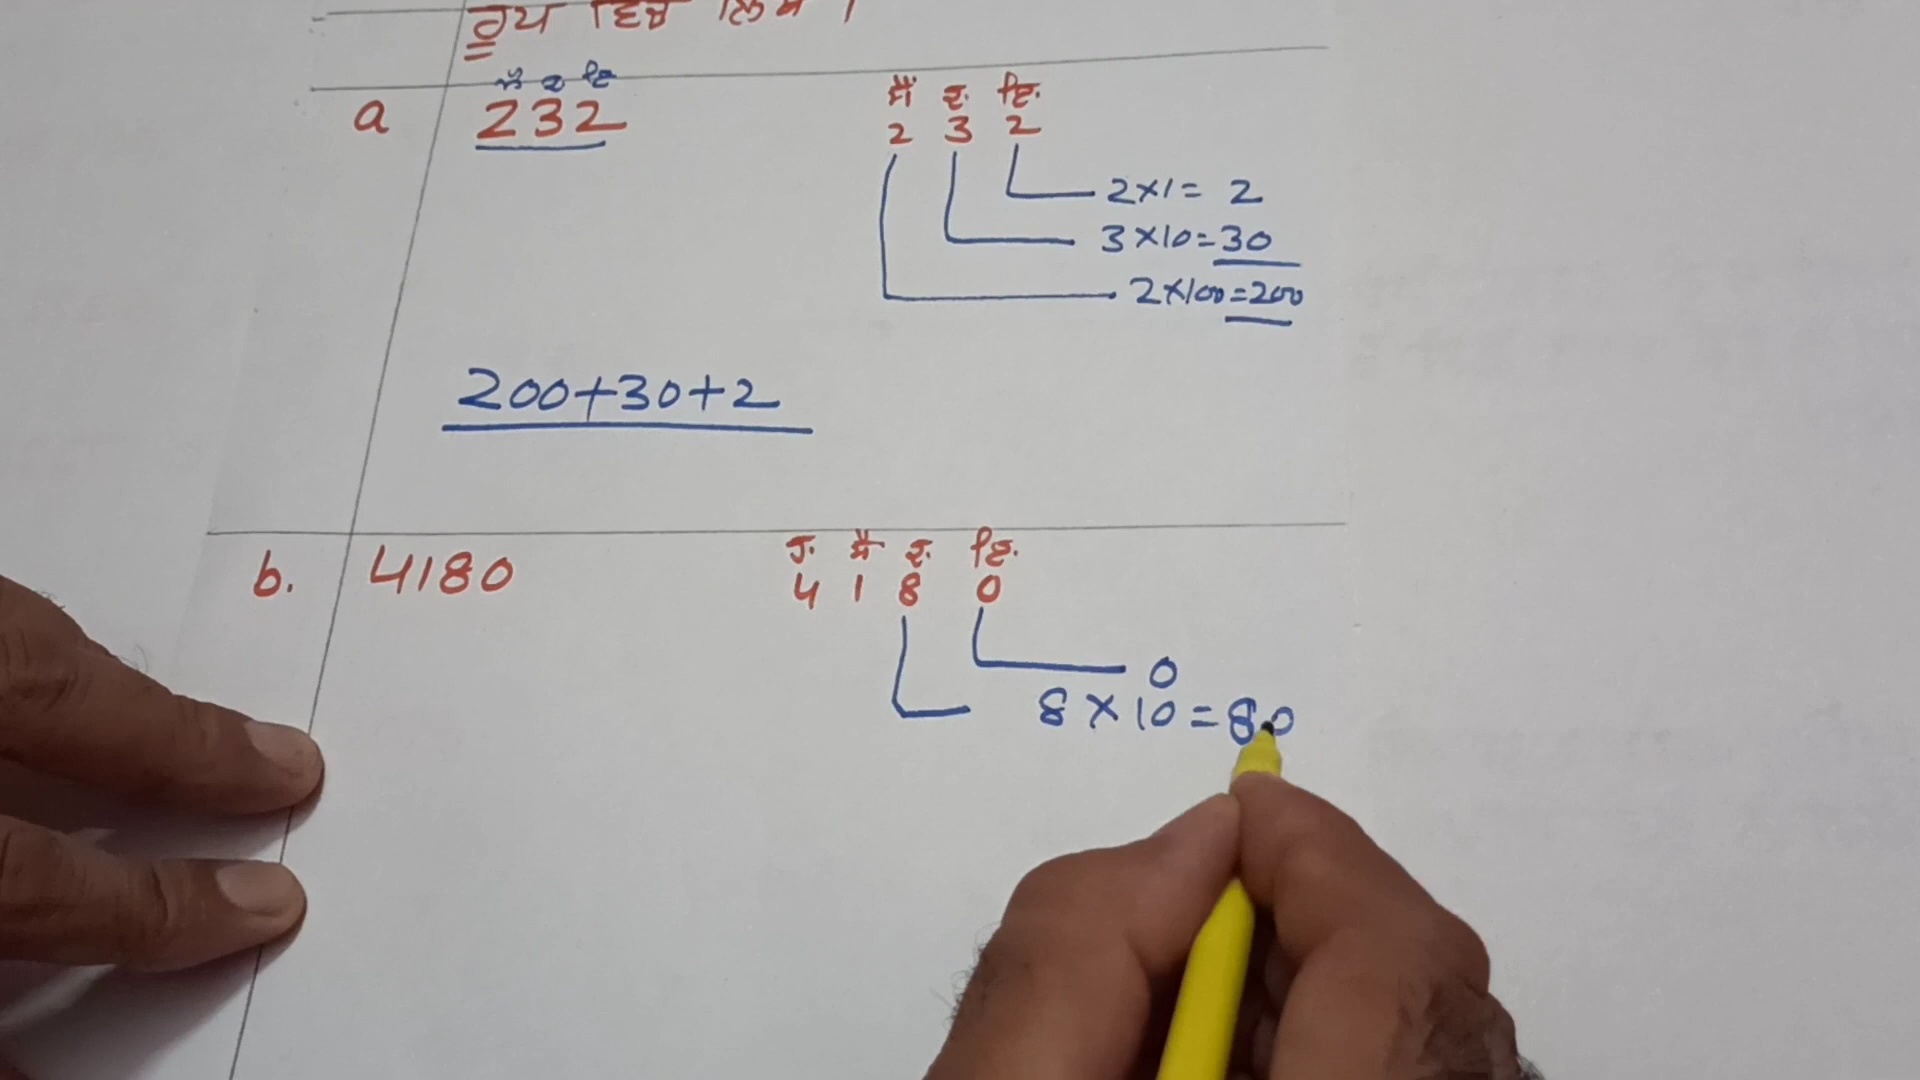 ਰੂਪ ਵਿਚ ਲਿਖੋ।
ਸੈਂ ਦ ਇ
a 232
ਸੈਂ ਦ. ਇ.
2 3 2
2×1= 2
3×10=30
2×100=200
200+30+2
b. 4180
ਹ. ਸੈਂ ਦ. ਇ.
4 1 8 0
0
8×10=80